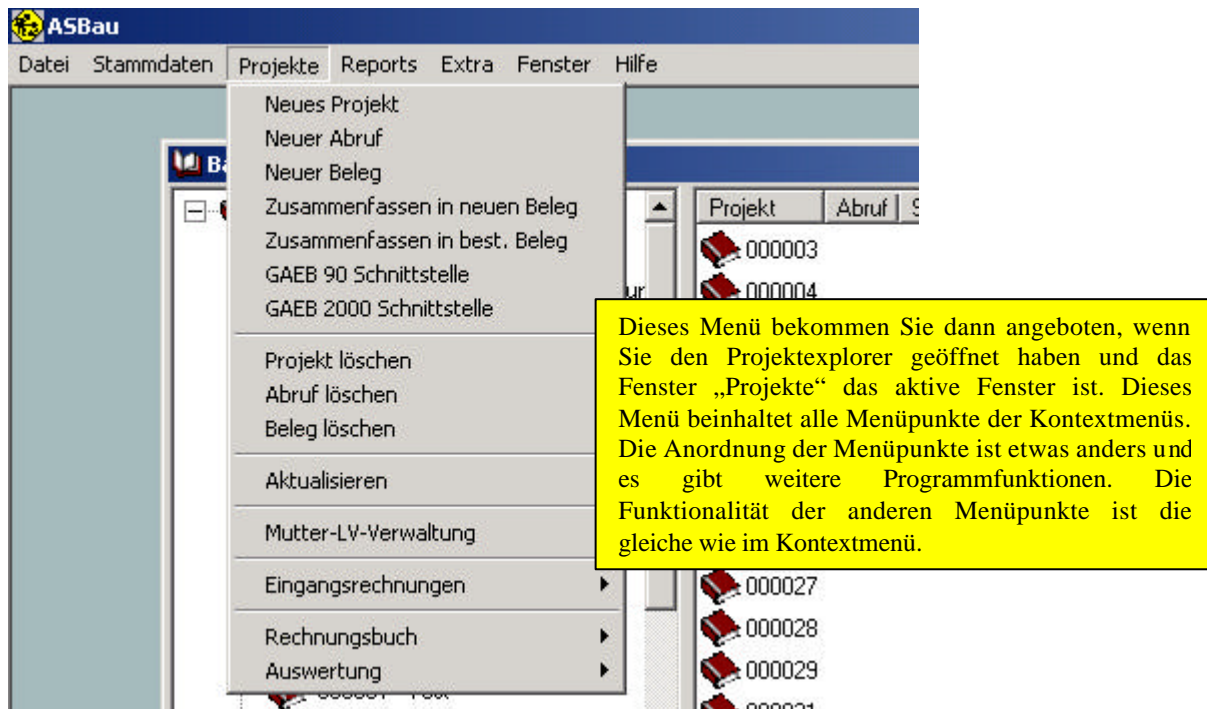 ASBau
Datei Stammdaten Projekte Reports Extra Fenster Hilfe
Neues Projekt
Neuer Abruf
Neuer Beleg
Zusammenfassen in neuen Beleg
Zusammenfassen in best. Beleg
GAEB 90 Schnittstelle
GAEB 2000 Schnittstelle
Projekt löschen
Abruf löschen
Beleg löschen
Aktualisieren
Mutter-LV-Verwaltung
Eingangsrechnungen
Rechnungsbuch
Auswertung
Projekt Abruf
000003
000004
Dieses Menü bekommen Sie dann angeboten, wenn
Sie den Projektexplorer geöffnet haben und das
Fenster „Projekte“ das aktive Fenster ist. Dieses
Menü beinhaltet alle Menüpunkte der Kontextmenüs.
Die Anordnung der Menüpunkte ist etwas anders und
es gibt weitere Programmfunktionen. Die
Funktionalität der anderen Menüpunkte ist die
gleiche wie im Kontextmenü.
000027
000028
000029